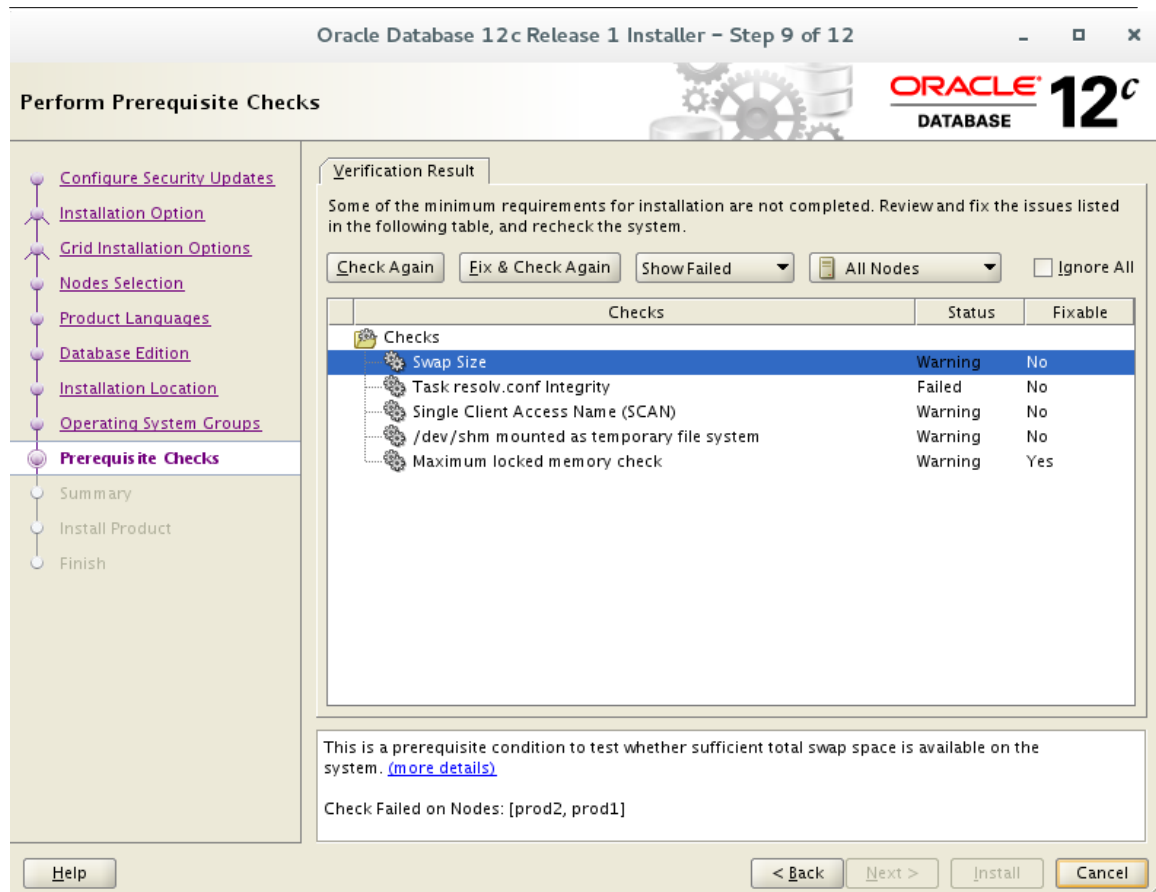 Oracle Database 12c Release 1 Installer – Step 9 of 12
Perform Prerequisite Checks
ORACLE
DATABASE
12c
Configure Security Updates
Installation Option
Grid Installation Options
Nodes Selection
Product Languages
Database Edition
Installation Location
Operating System Groups
Prerequisite Checks
Summary
Install Product
Finish
Verification Result
Some of the minimum requirements for installation are not completed. Review and fix the issues listed
in the following table, and recheck the system.
Check Again Fix & Check Again Show Failed All Nodes Ignore All
Checks Status Fixable
Checks
Swap Size Warning No
Task resolv.conf Integrity Failed No
Single Client Access Name (SCAN) Warning No
/dev/shm mounted as temporary file system Warning No
Maximum locked memory check Warning Yes
This is a prerequisite condition to test whether sufficient total swap space is available on the
system. (more details)
Check Failed on Nodes: [prod2, prod1]
Help < Back Next > Install Cancel